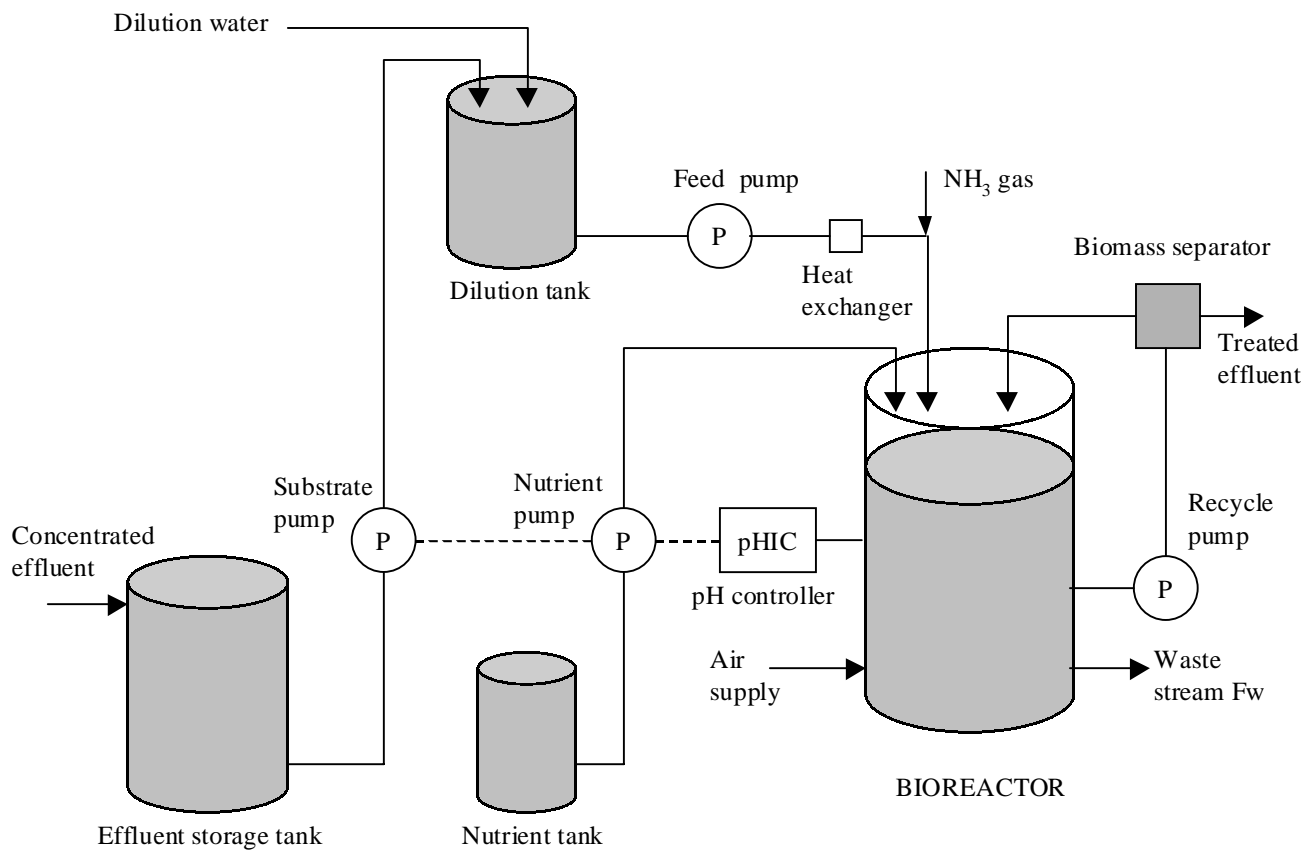 Dilution water
Feed pump
NH₃ gas
P
Biomass separator
Dilution tank
Heat
exchanger
Treated
effluent
Substrate
pump
Nutrient
pump
Recycle
pump
Concentrated
effluent
P
P
pHIC
pH controller
P
Air
supply
Waste
stream Fw
BIOREACTOR
Effluent storage tank
Nutrient tank